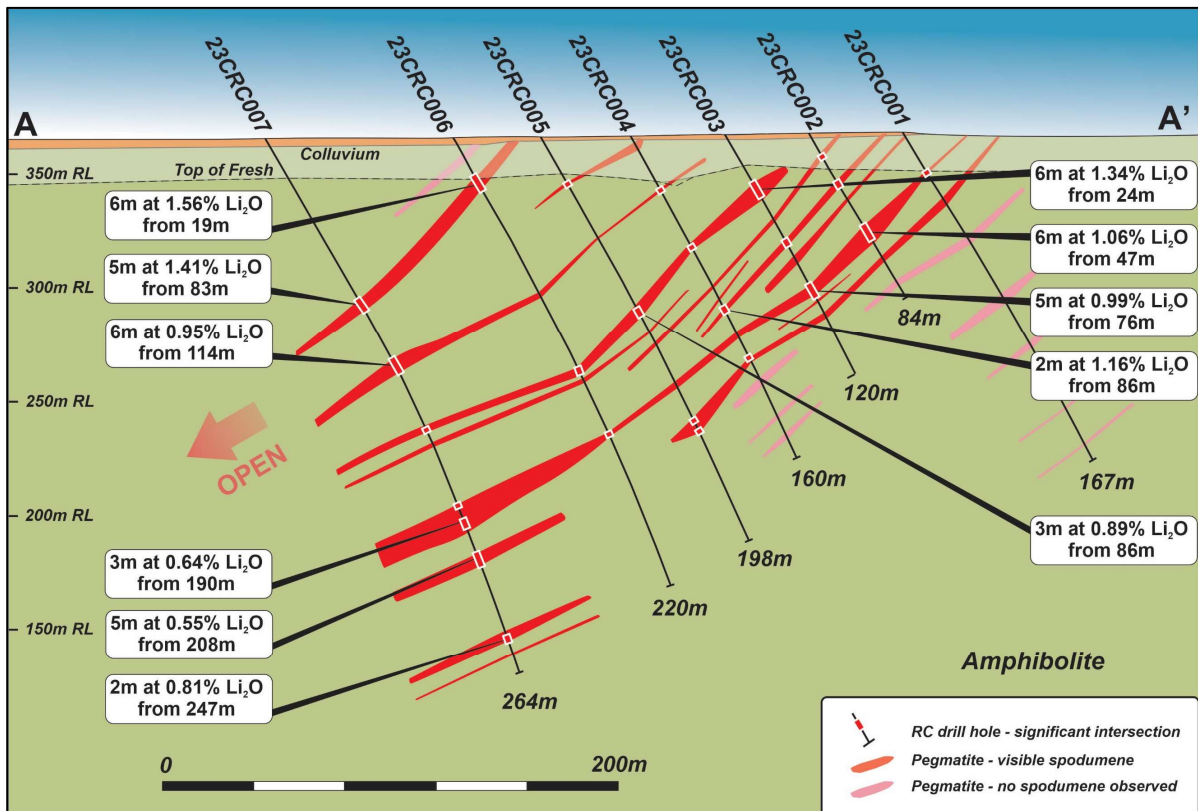 23CRC007
23CRC006
23CRC005
23CRC004
23CRC003
23CRC002
23CRC001
A
A'
Colluvium
Top of Fresh
350m RL
300m RL
250m RL
200m RL
150m RL
6m at 1.56% Li₂O
from 19m
5m at 1.41% Li₂O
from 83m
6m at 0.95% Li₂O
from 114m
OPEN
3m at 0.64% Li₂O
from 190m
5m at 0.55% Li₂O
from 208m
2m at 0.81% Li₂O
from 247m
6m at 1.34% Li₂O
from 24m
6m at 1.06% Li₂O
from 47m
5m at 0.99% Li₂O
from 76m
2m at 1.16% Li₂O
from 86m
3m at 0.89% Li₂O
from 86m
84m
120m
160m
167m
198m
220m
264m
Amphibolite
0
200m
RC drill hole - significant intersection
Pegmatite - visible spodumene
Pegmatite - no spodumene observed